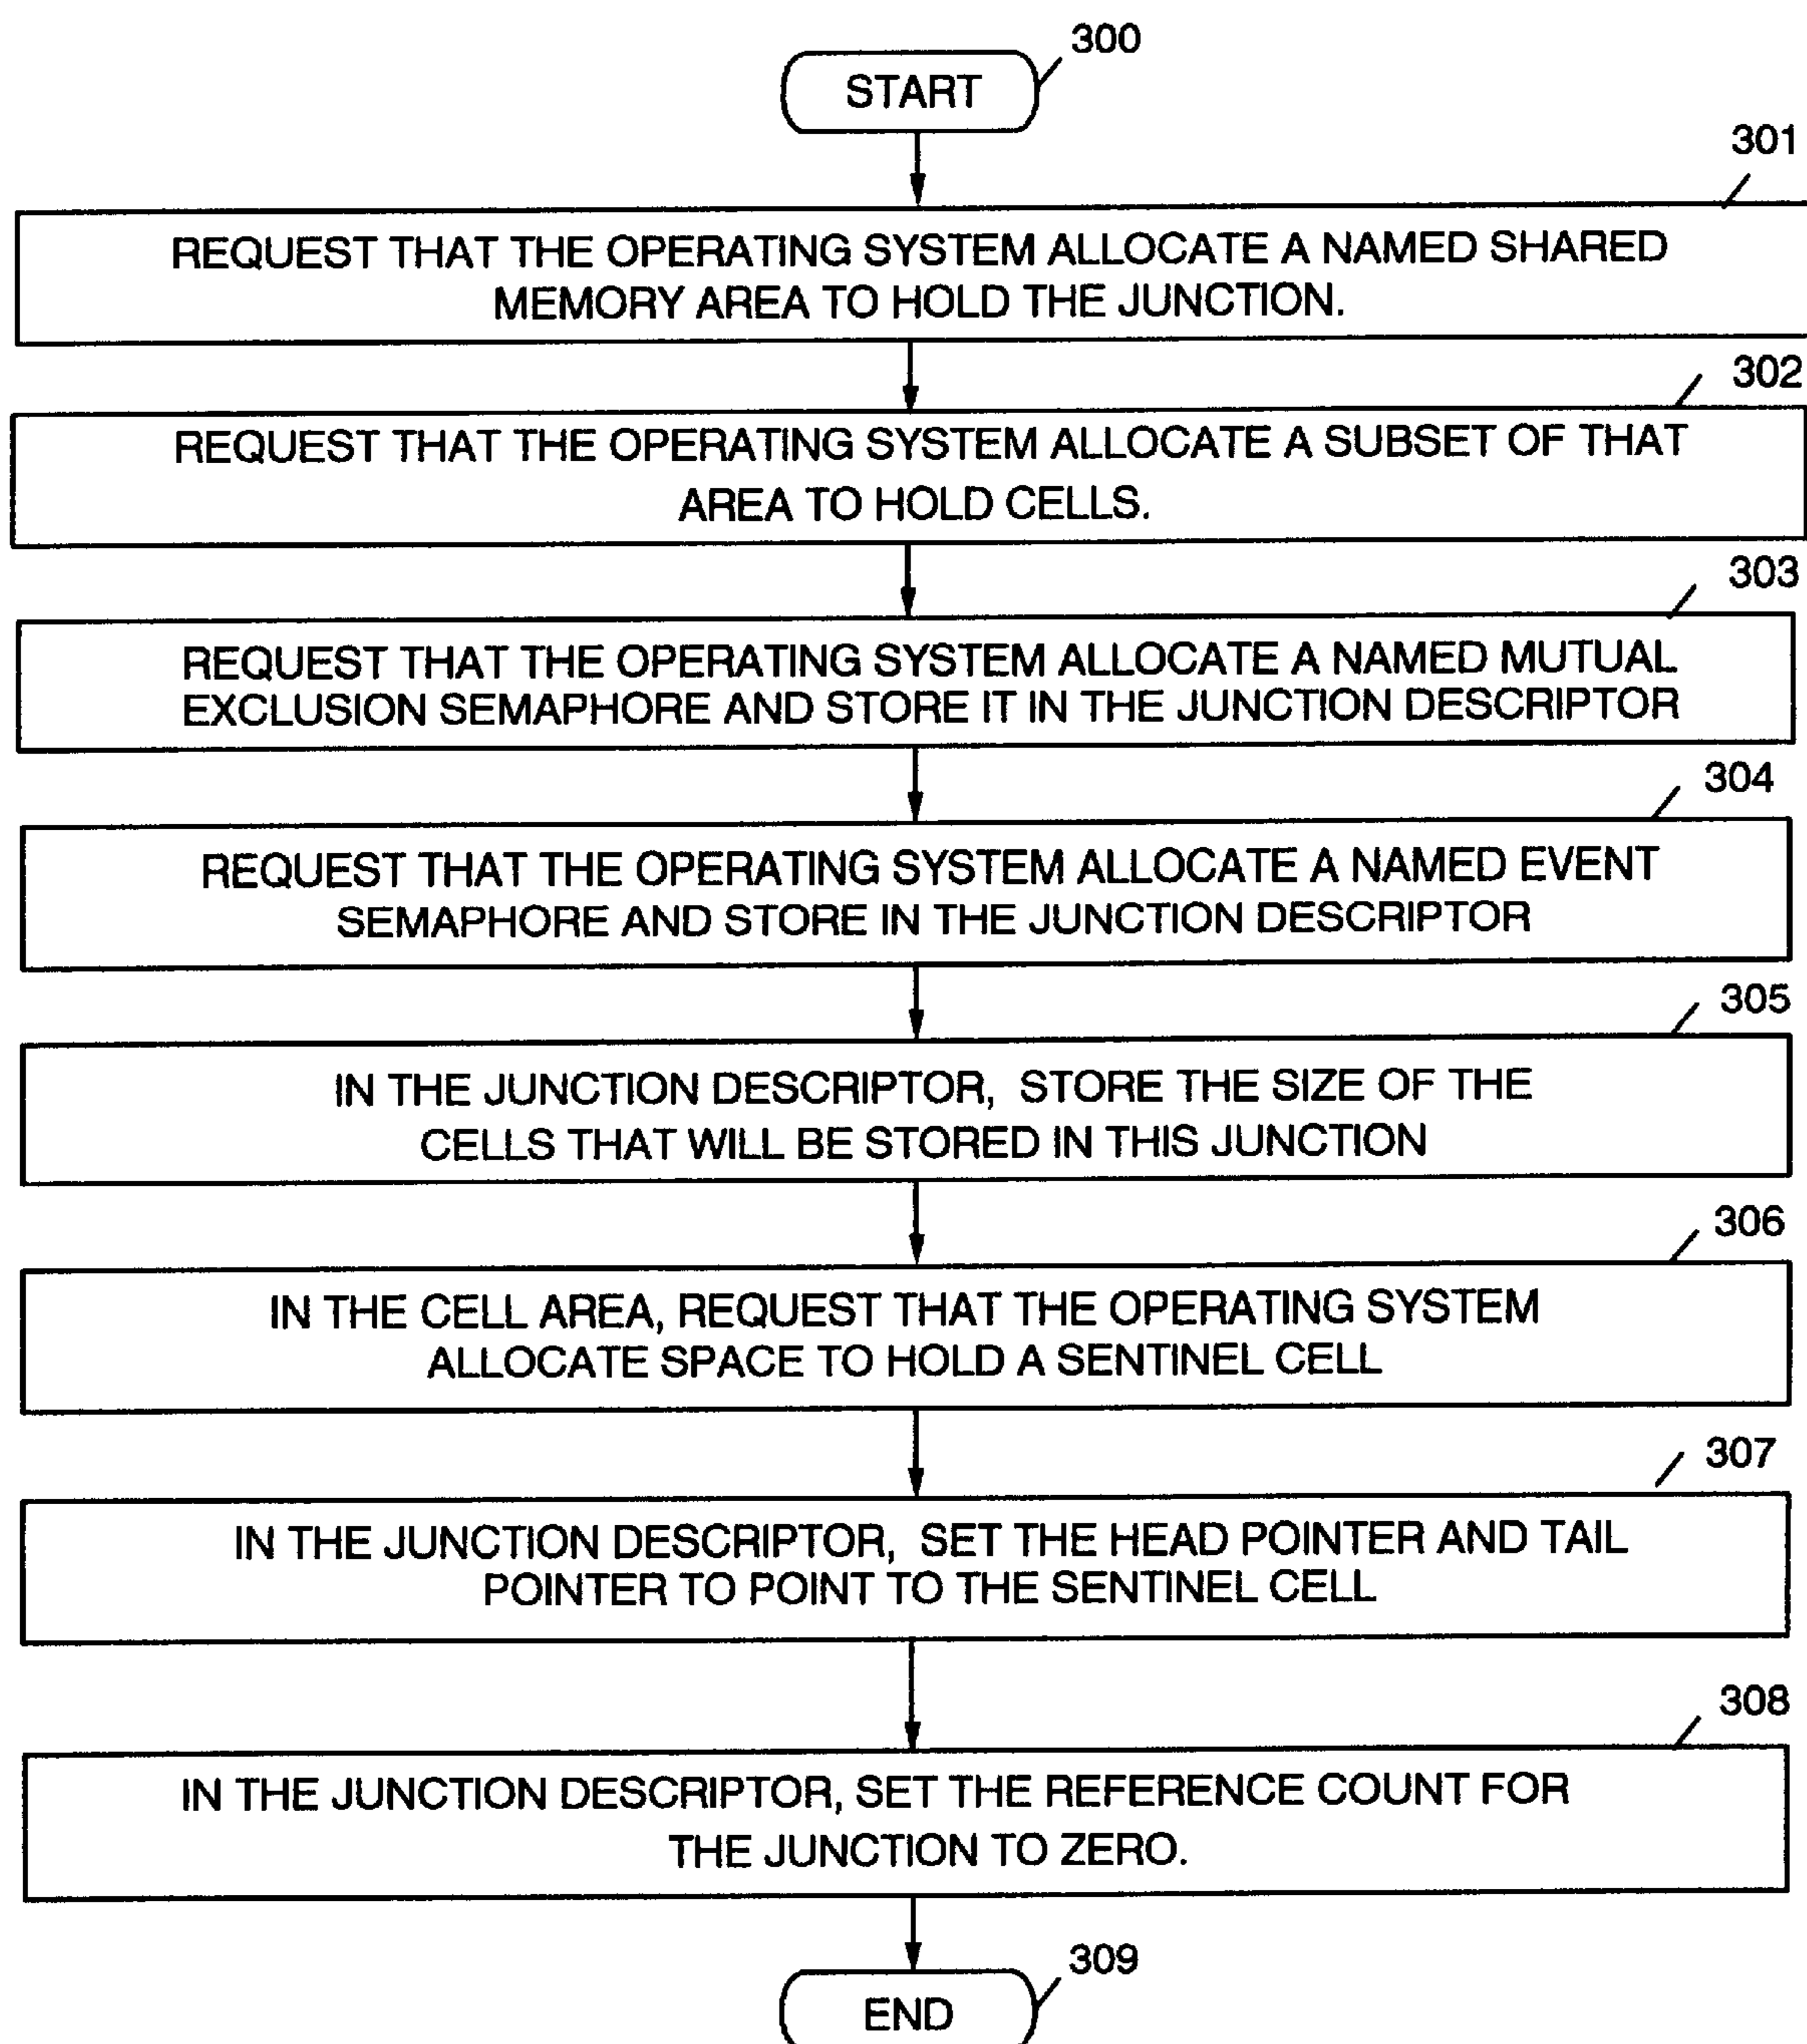 300
START
301
REQUEST THAT THE OPERATING SYSTEM ALLOCATE A NAMED SHARED
MEMORY AREA TO HOLD THE JUNCTION.
302
REQUEST THAT THE OPERATING SYSTEM ALLOCATE A SUBSET OF THAT
AREA TO HOLD CELLS.
303
REQUEST THAT THE OPERATING SYSTEM ALLOCATE A NAMED MUTUAL
EXCLUSION SEMAPHORE AND STORE IT IN THE JUNCTION DESCRIPTOR
304
REQUEST THAT THE OPERATING SYSTEM ALLOCATE A NAMED EVENT
SEMAPHORE AND STORE IN THE JUNCTION DESCRIPTOR
305
IN THE JUNCTION DESCRIPTOR, STORE THE SIZE OF THE
CELLS THAT WILL BE STORED IN THIS JUNCTION
306
IN THE CELL AREA, REQUEST THAT THE OPERATING SYSTEM
ALLOCATE SPACE TO HOLD A SENTINEL CELL
307
IN THE JUNCTION DESCRIPTOR, SET THE HEAD POINTER AND TAIL
POINTER TO POINT TO THE SENTINEL CELL
308
IN THE JUNCTION DESCRIPTOR, SET THE REFERENCE COUNT FOR
THE JUNCTION TO ZERO.
309
END